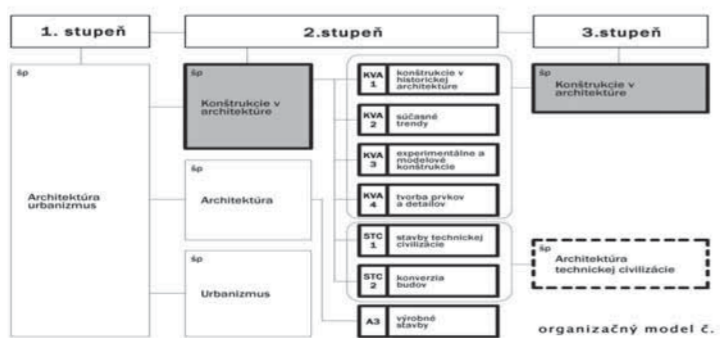 1. stupeň
2.stupeň
3.stupeň
šp
Architektúra
urbanizmus
šp
Konštrukcie v
architektúre
šp
Architektúra
šp
Urbanizmus
KVA
1
konštrukcie v
historickej
architektúre
KVA
2
súčasné
trendy
KVA
3
experimentálne a
modelové
konštrukcie
KVA
4
tvorba prvkov
a detailov
STC
1
stavby technickej
civilizácie
STC
2
konverzia
budov
A3
výrobné
stavby
šp
Konštrukcie v
architektúre
šp
Architektúra
technickej civilizácie
organizačný model č.